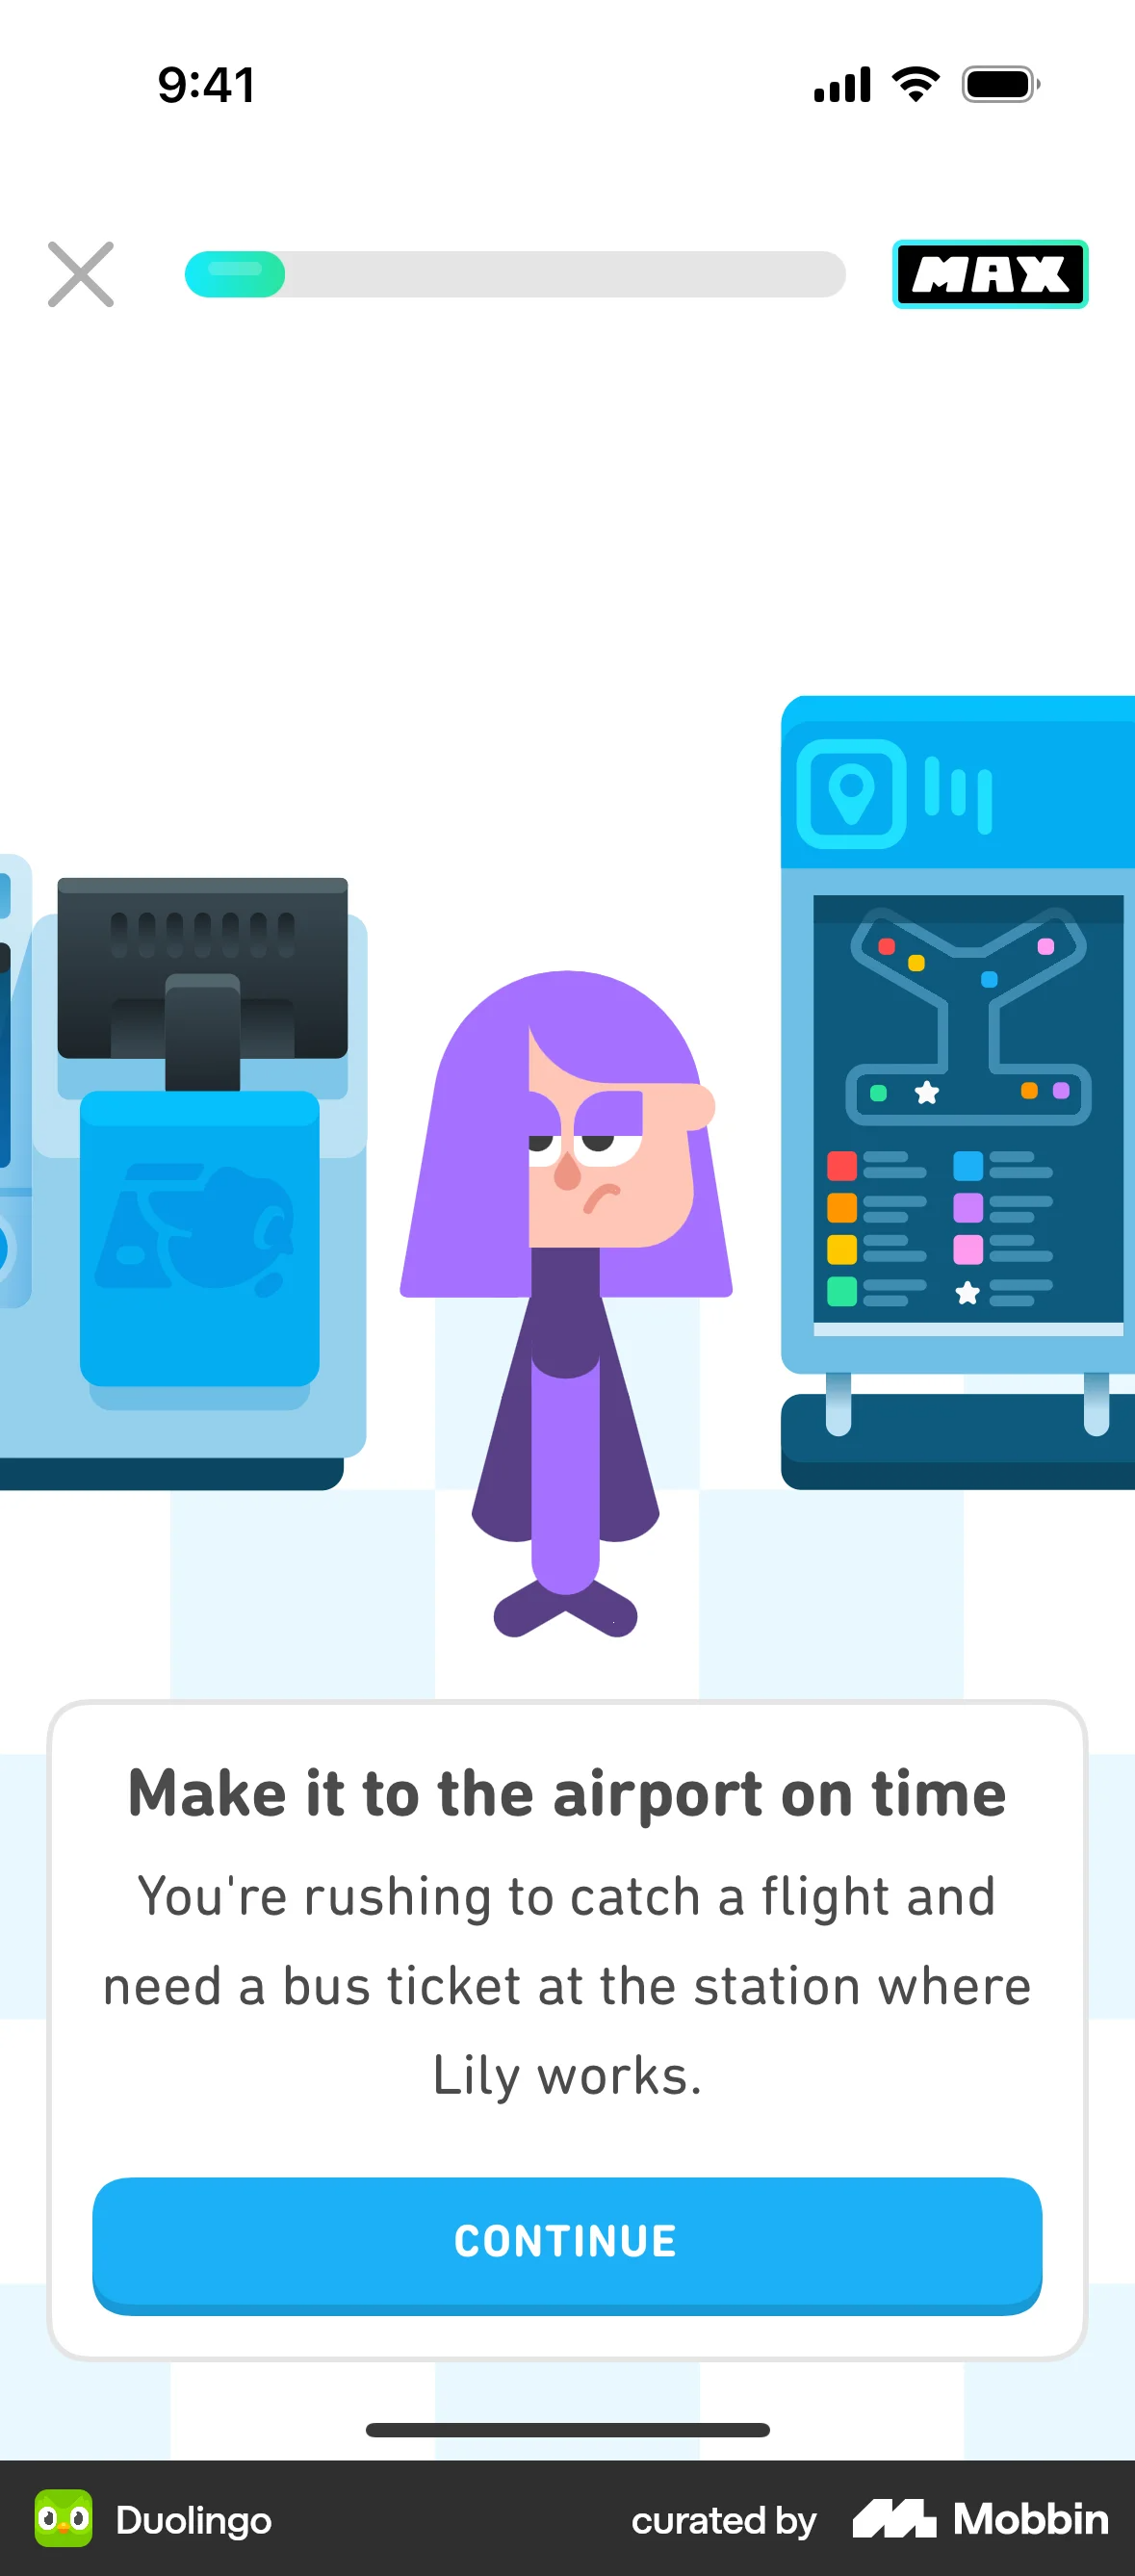 9:41
MAX
Make it to the airport on time
You're rushing to catch a flight and
need a bus ticket at the station where
Lily works.
CONTINUE
Duolingo
curated by Mobbin